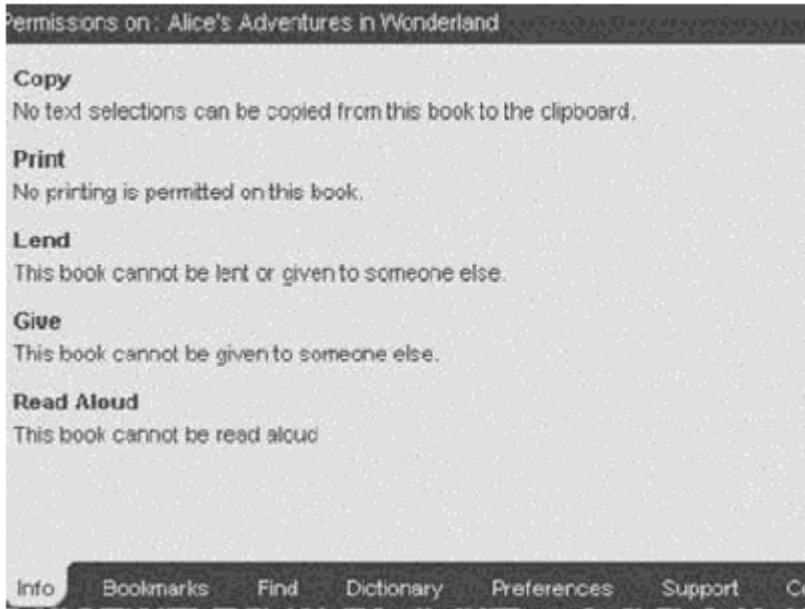 Permissions on : Alice's Adventures in Wonderland
Copy
No text selections can be copied from this book to the clipboard.
Print
No printing is permitted on this book.
Lend
This book cannot be lent or given to someone else.
Give
This book cannot be given to someone else.
Read Aloud
This book cannot be read aloud
Info Bookmarks Find Dictionary Preferences Support